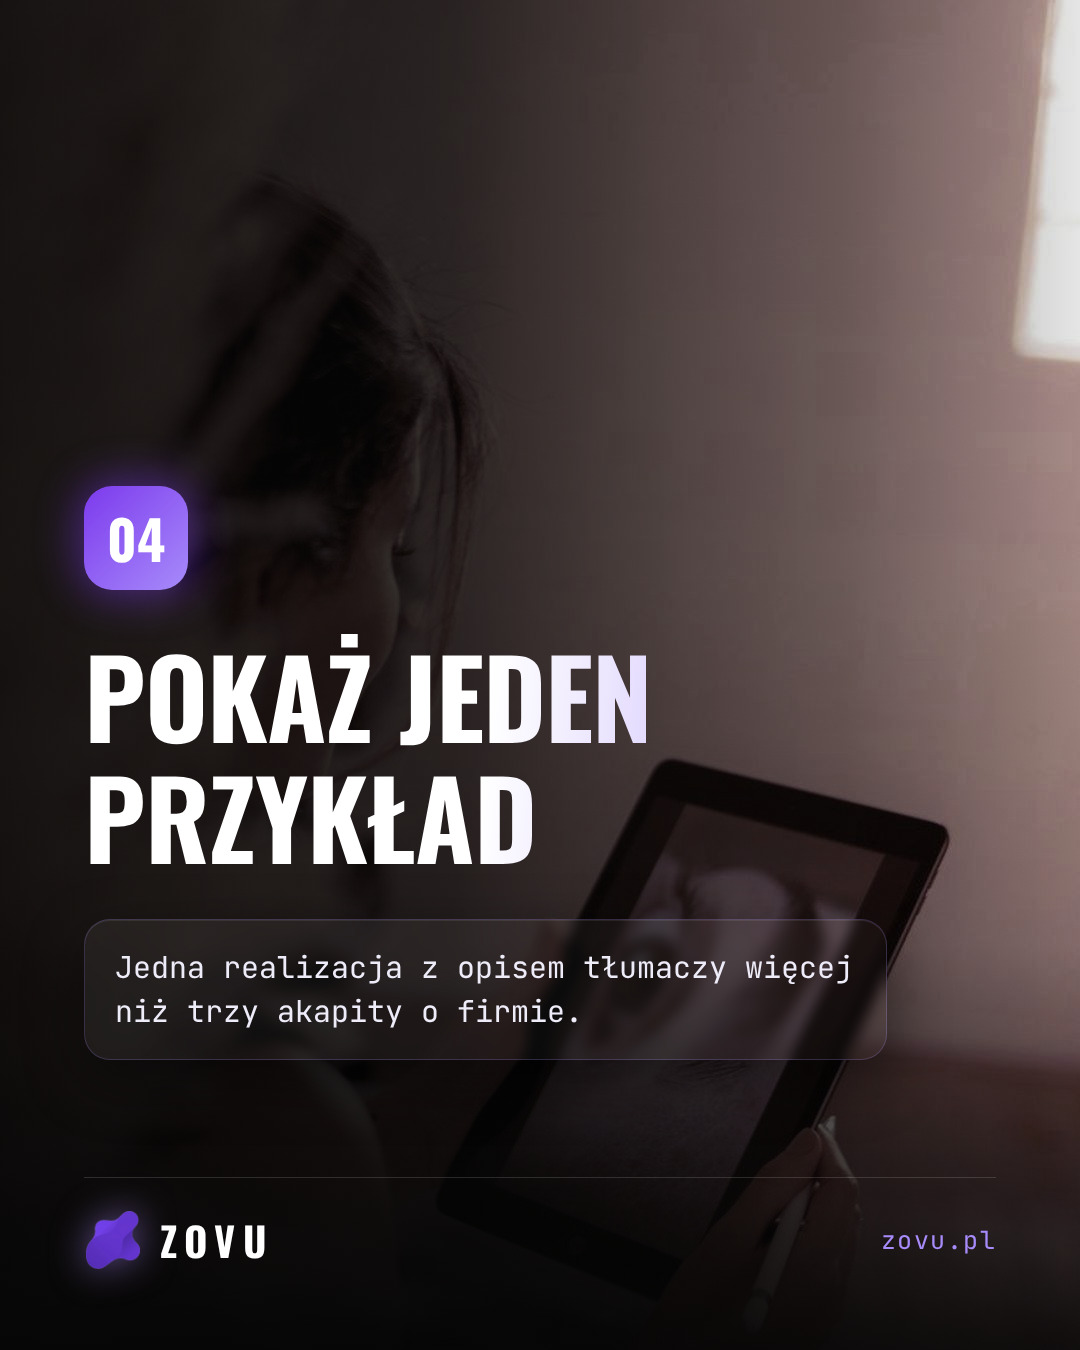 04
POKAŻ JEDEN
PRZYKŁAD
Jedna realizacja z opisem tłumaczy więcej
niż trzy akapity o firmie.
ZOVU
zovu.pl